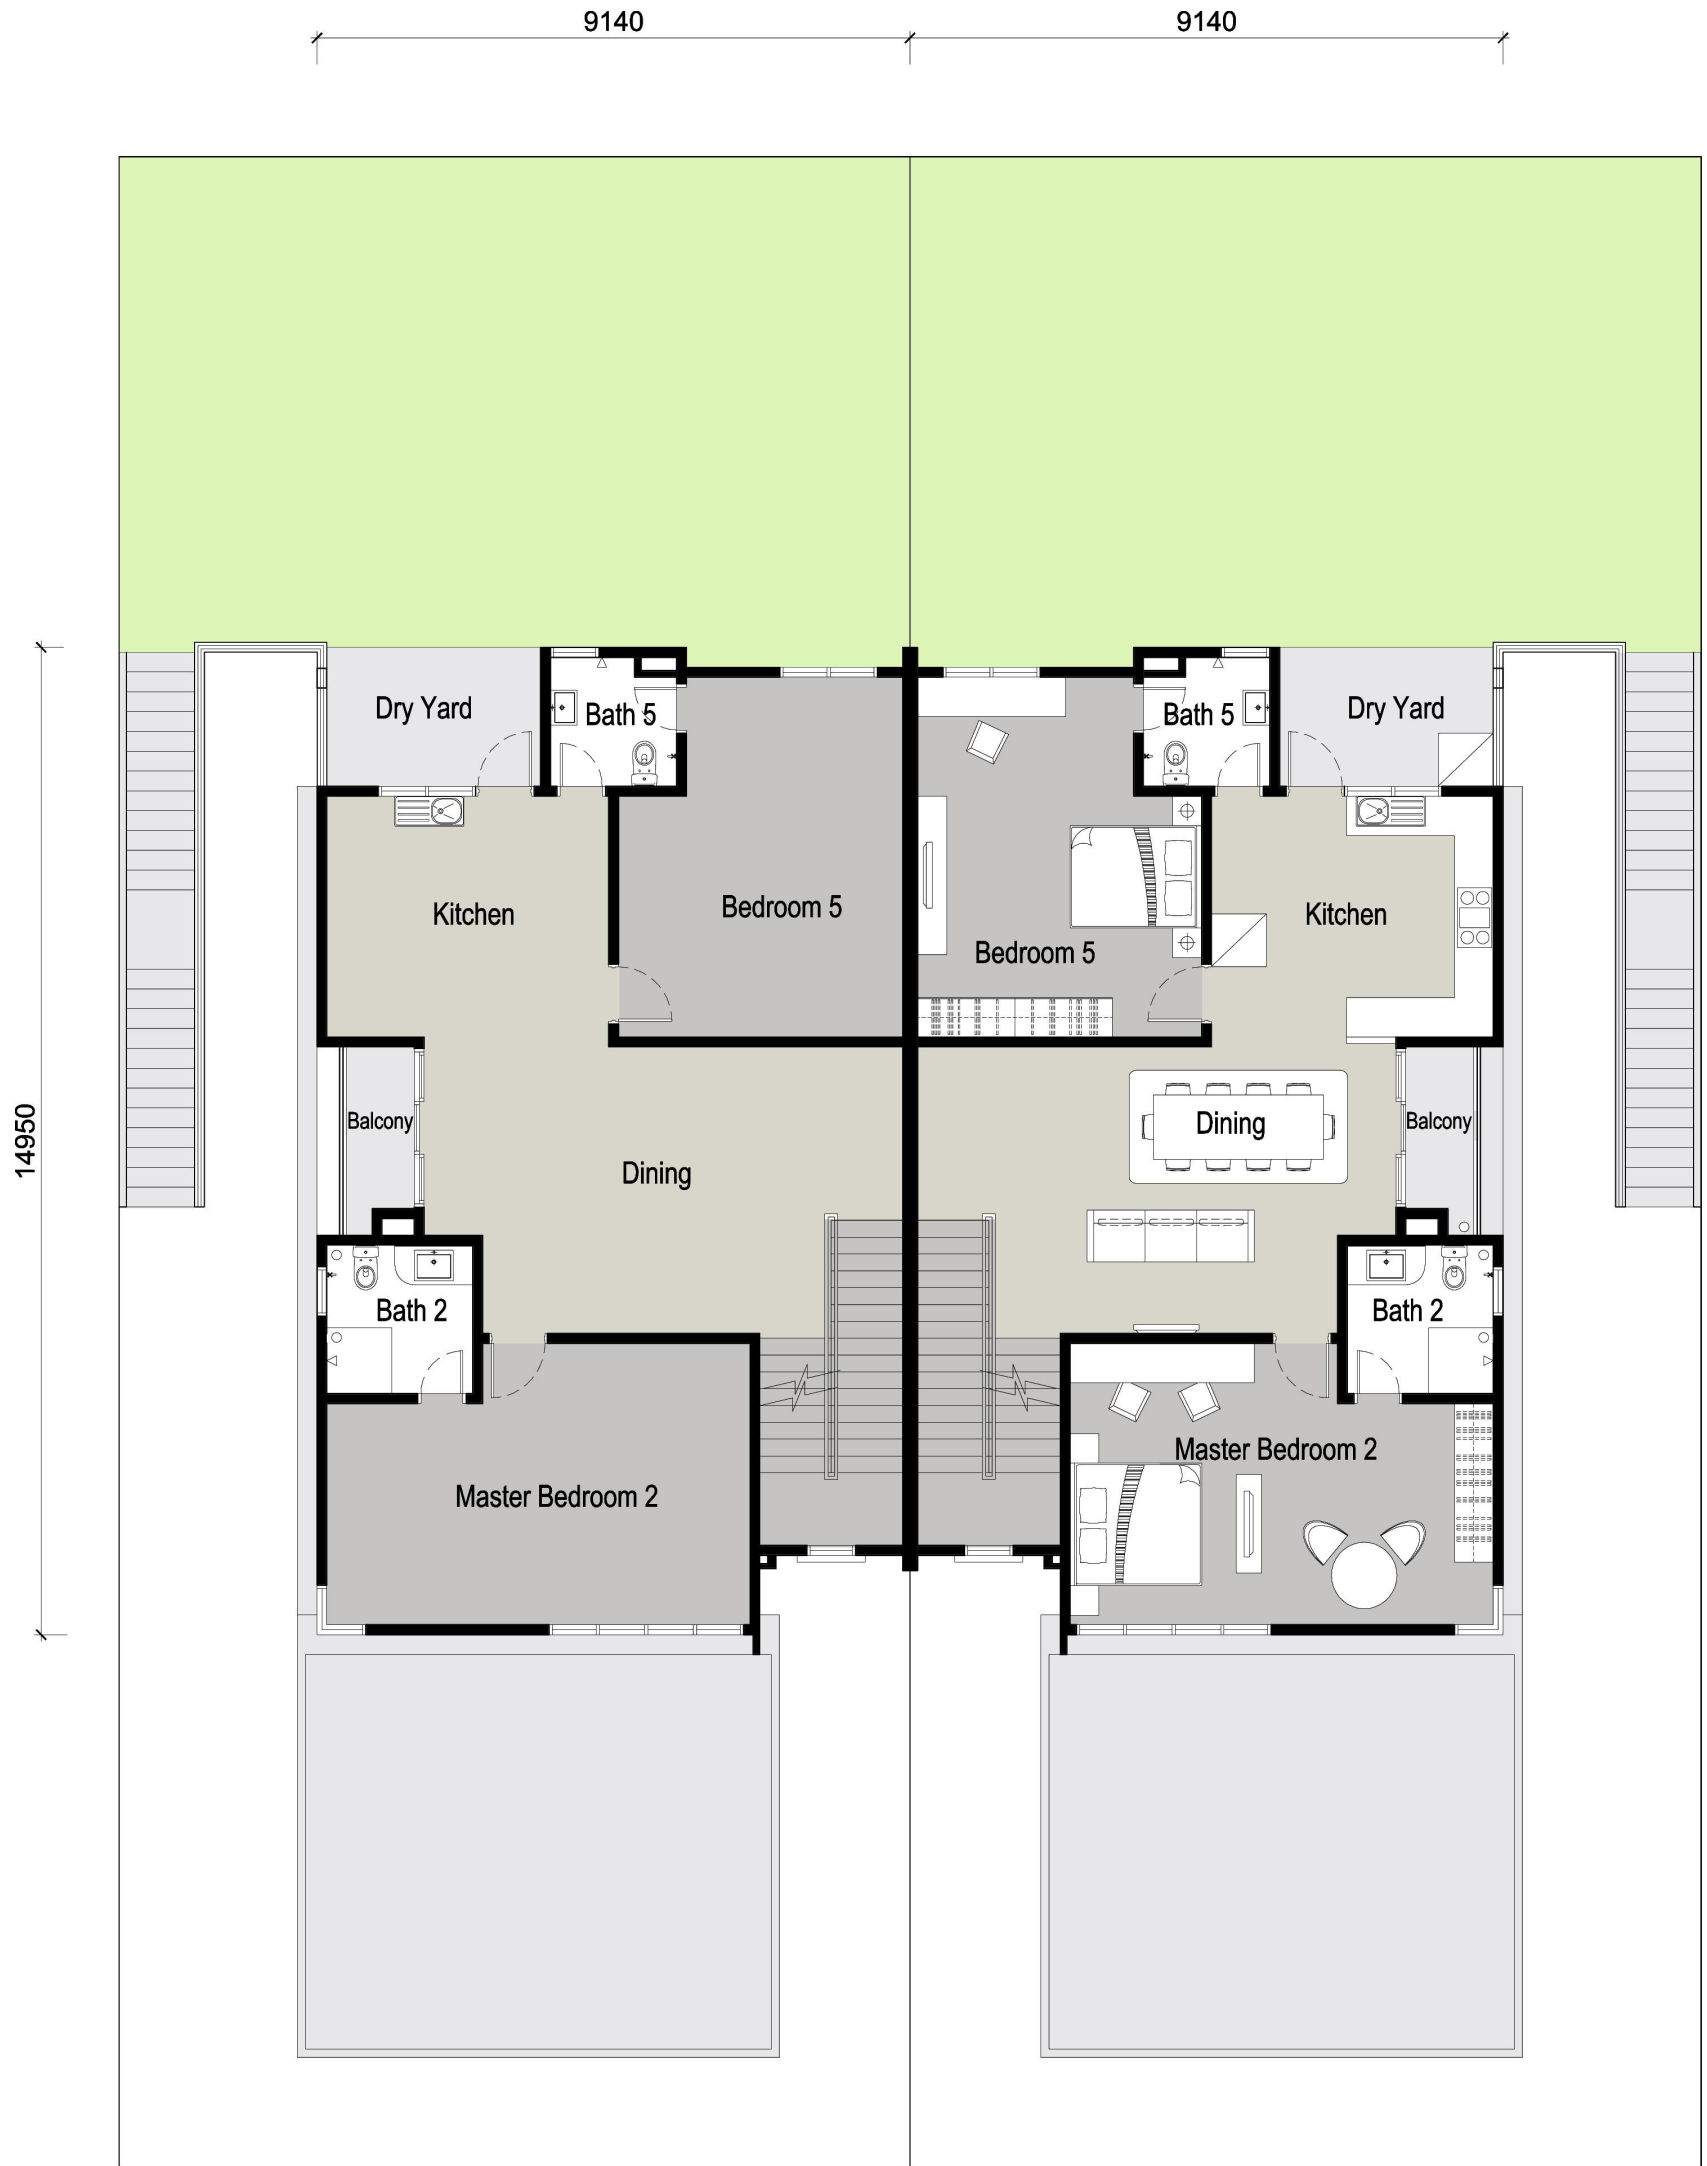 9140
9140
Dry Yard
Bath 5
Bath 5
Dry Yard
Kitchen
Bedroom 5
Bedroom 5
Kitchen
14950
Balcony
Dining
Dining
Balcony
Bath 2
Bath 2
Master Bedroom 2
Master Bedroom 2